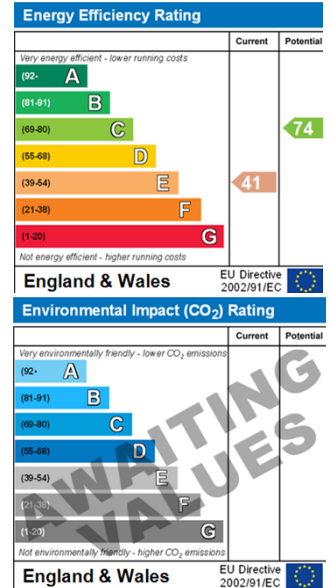 Energy Efficiency Rating
Current Potential
Very energy efficient - lower running costs
(92- A
(81-91) B
(69-80) C 74
(55-68) D
(39-54) E 41
(21-38) F
(1-20) G
Not energy efficient - higher running costs
England & Wales EU Directive 2002/91/EC
Environmental Impact (CO₂) Rating
Current Potential
Very environmentally friendly - lower CO₂ emissions
(92- A
(81-91) B
(69-80) C
(55-68) D
(39-54) E
(21-38) F
(1-20) G
AWAITING
VALUES
Not environmentally friendly - higher CO₂ emissions
England & Wales EU Directive 2002/91/EC